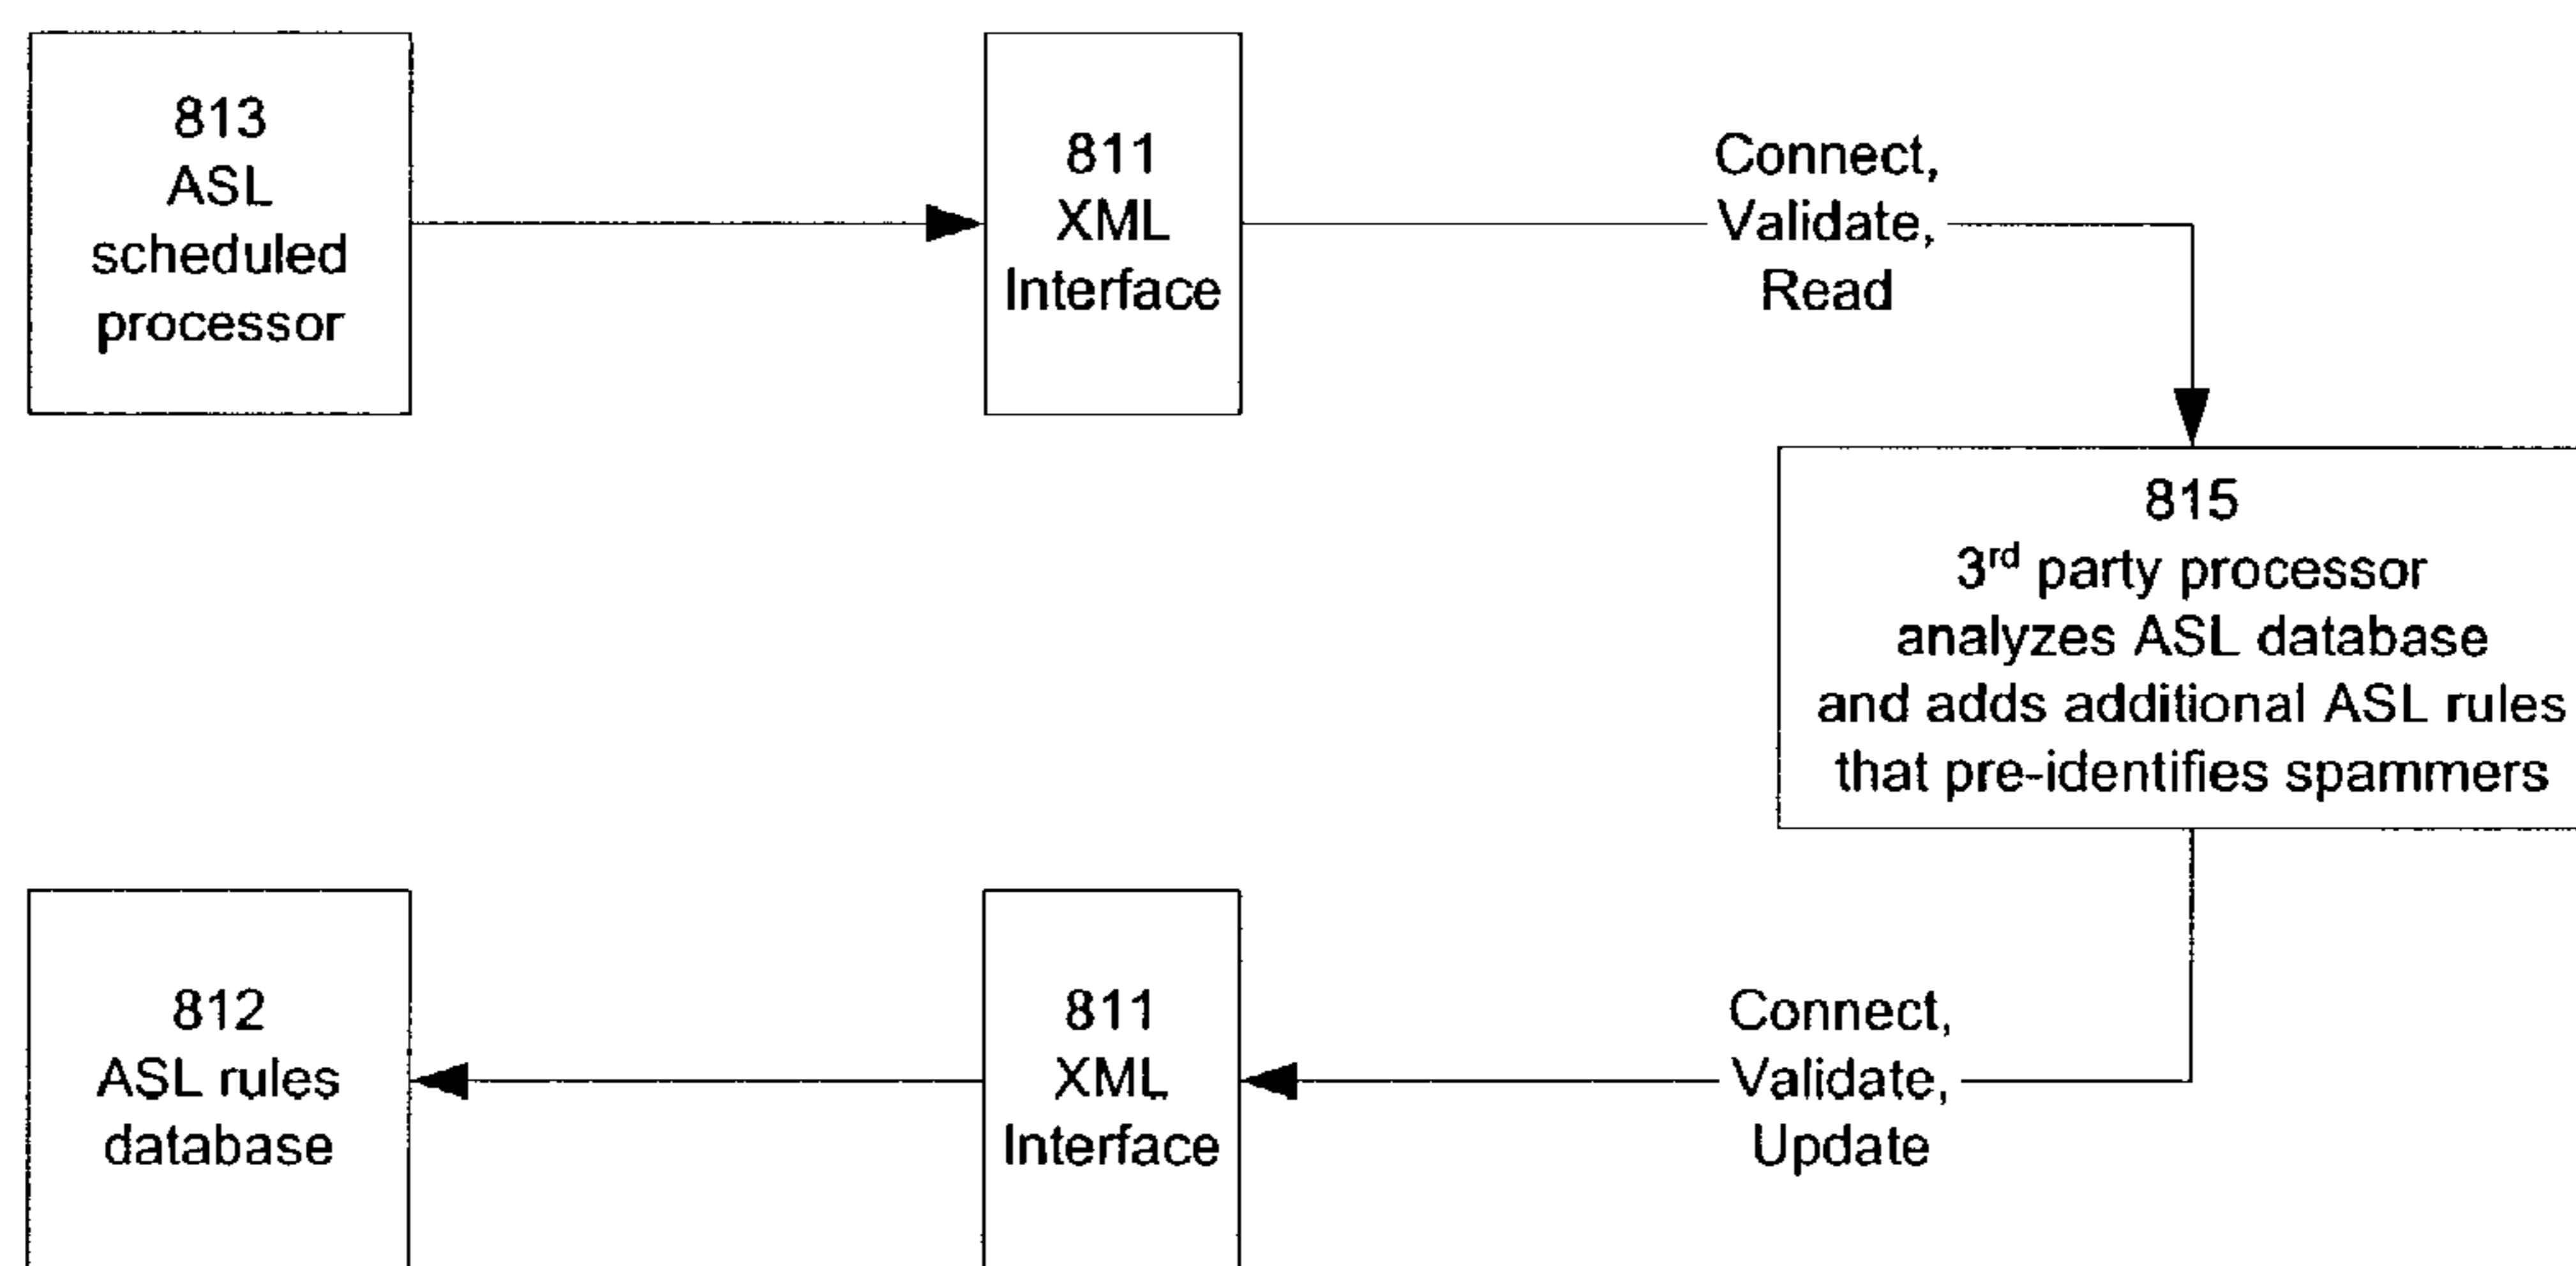 813
ASL
scheduled
processor
811
XML
Interface
Connect,
Validate,
Read
815
3rd party processor
analyzes ASL database
and adds additional ASL rules
that pre-identifies spammers
812
ASL rules
database
811
XML
Interface
Connect,
Validate,
Update